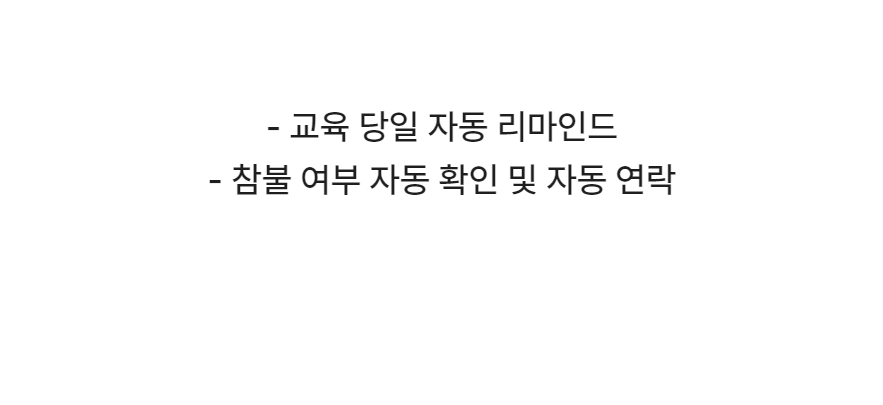 - 교육 당일 자동 리마인드
- 참불 여부 자동 확인 및 자동 연락